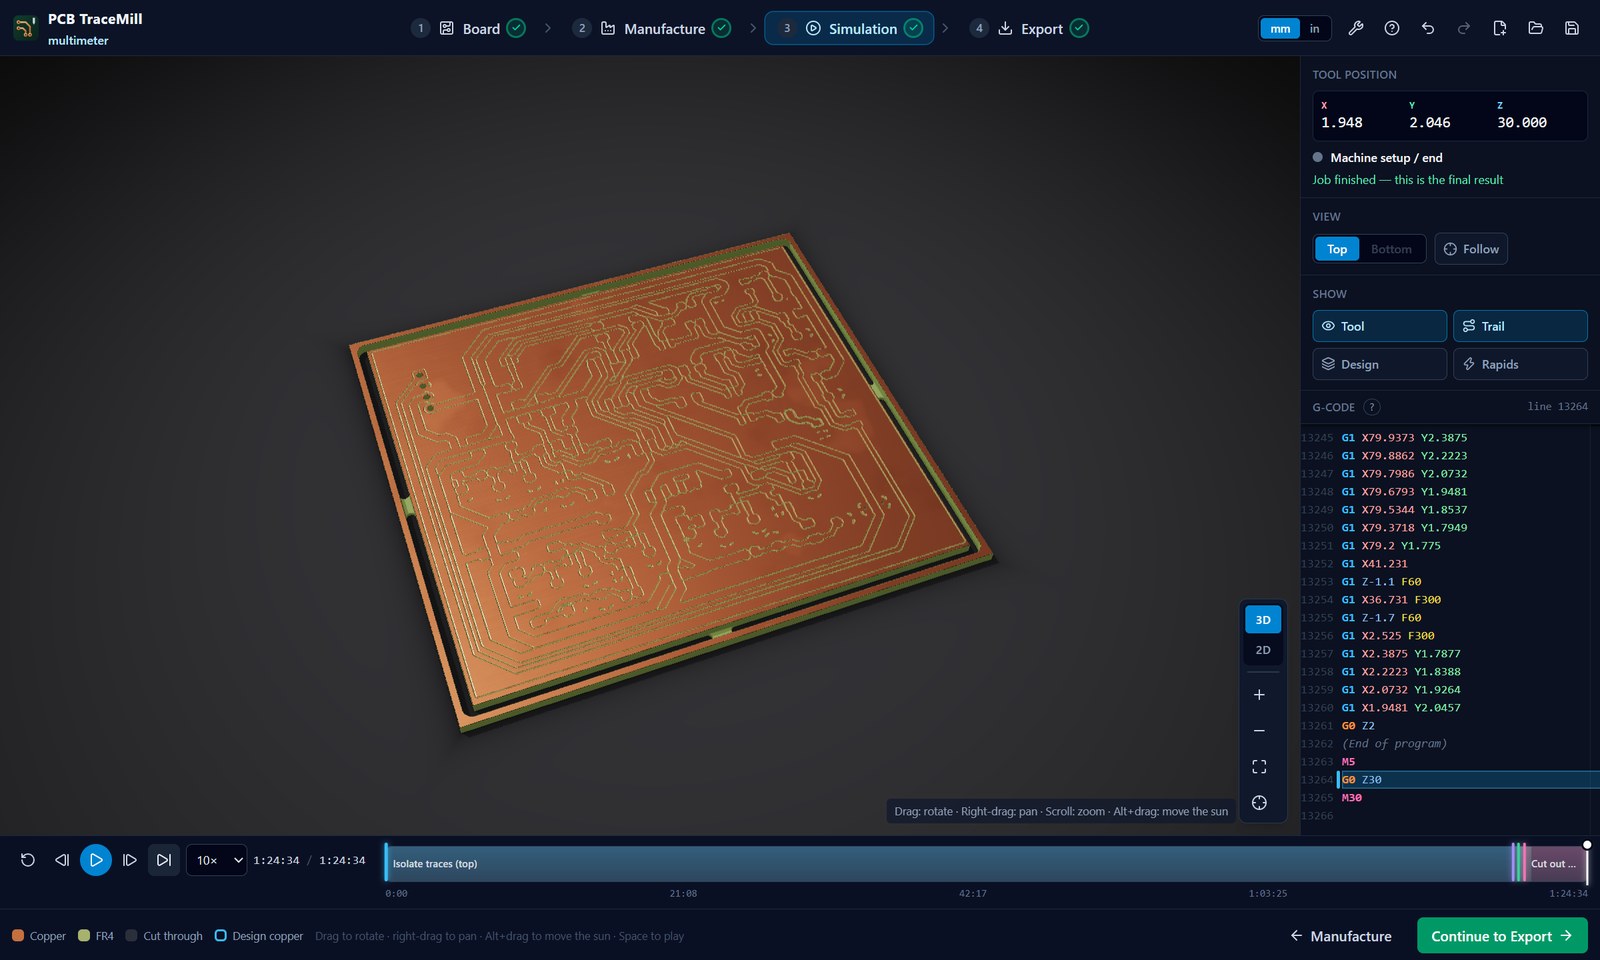 PCB TraceMill
multimeter
1 Board
2 Manufacture
3 Simulation
4 Export
mm in
TOOL POSITION
X Y Z
1.948 2.046 30.000
Machine setup / end
Job finished — this is the final result
VIEW
Top Bottom Follow
SHOW
Tool Trail
Design Rapids
G-CODE ? line 13264
13245 G1 X79.9373 Y2.3875
13246 G1 X79.8862 Y2.2223
13247 G1 X79.7986 Y2.0732
13248 G1 X79.6793 Y1.9481
13249 G1 X79.5344 Y1.8537
13250 G1 X79.3718 Y1.7949
13251 G1 X79.2 Y1.775
13252 G1 X41.231
13253 G1 Z-1.1 F60
13254 G1 X36.731 F300
13255 G1 Z-1.7 F60
13256 G1 X2.525 F300
13257 G1 X2.3875 Y1.7877
13258 G1 X2.2223 Y1.8388
13259 G1 X2.0732 Y1.9264
13260 G1 X1.9481 Y2.0457
13261 G0 Z2
13262 (End of program)
13263 M5
13264 G0 Z30
13265 M30
13266
3D
2D
Drag: rotate · Right-drag: pan · Scroll: zoom · Alt+drag: move the sun
10× 1:24:34 / 1:24:34
Isolate traces (top) Cut out ...
0:00 21:08 42:17 1:03:25 1:24:34
Copper FR4 Cut through Design copper Drag to rotate · right-drag to pan · Alt+drag to move the sun · Space to play
← Manufacture Continue to Export →